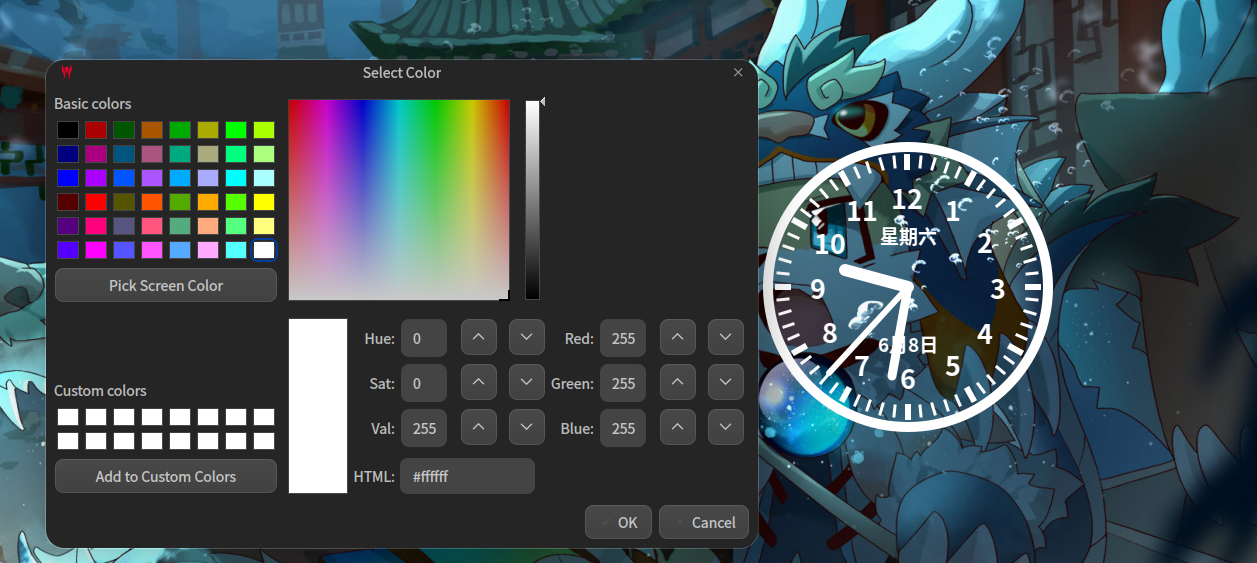 Select Color
Basic colors
Pick Screen Color
Custom colors
Add to Custom Colors
Hue: 0
Red: 255
Sat: 0
Green: 255
Val: 255
Blue: 255
HTML: #ffffff
OK
Cancel
12
1
2
3
4
5
6
7
8
9
10
11
星期六
6月8日